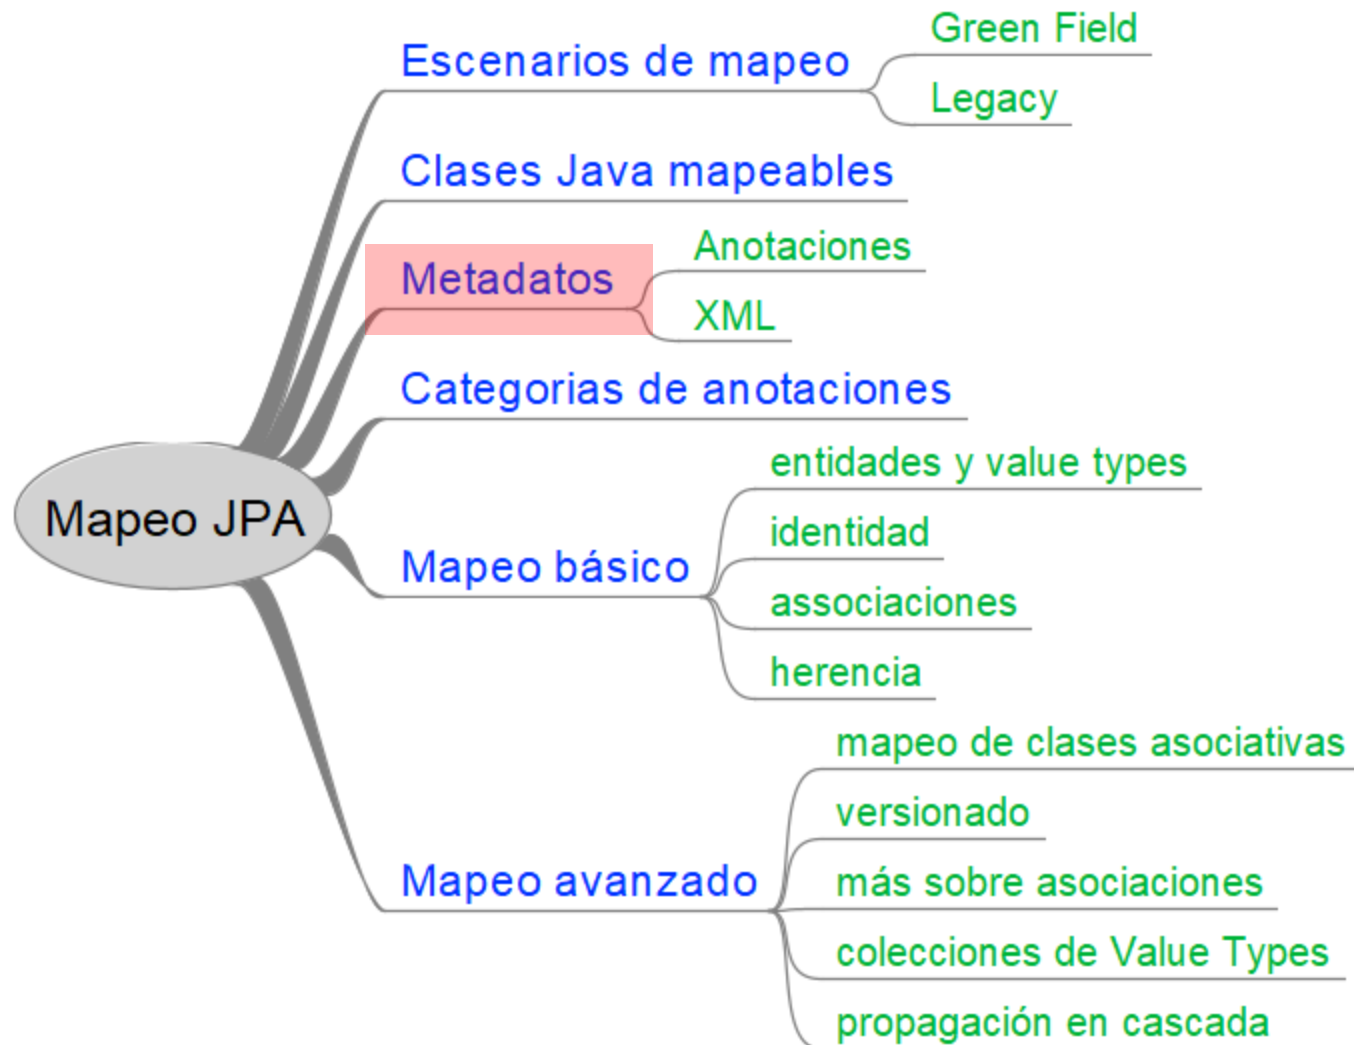 Mapeo JPA
Escenarios de mapeo
Green Field
Legacy
Clases Java mapeables
Metadatos
Anotaciones
XML
Categorias de anotaciones
Mapeo básico
entidades y value types
identidad
associaciones
herencia
Mapeo avanzado
mapeo de clases asociativas
versionado
más sobre asociaciones
colecciones de Value Types
propagación en cascada